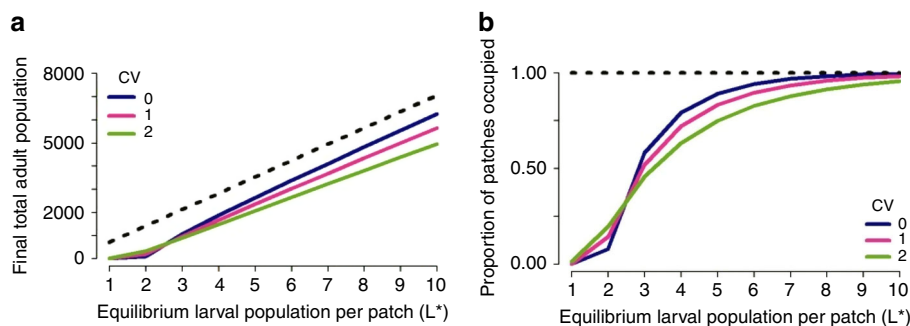 a
Final total adult population
8000
5000
2000
0
CV
0
1
2
1 2 3 4 5 6 7 8 9 10
Equilibrium larval population per patch (L*)
b
Proportion of patches occupied
1.00
0.50
0.00
CV
0
1
2
1 2 3 4 5 6 7 8 9 10
Equilibrium larval population per patch (L*)